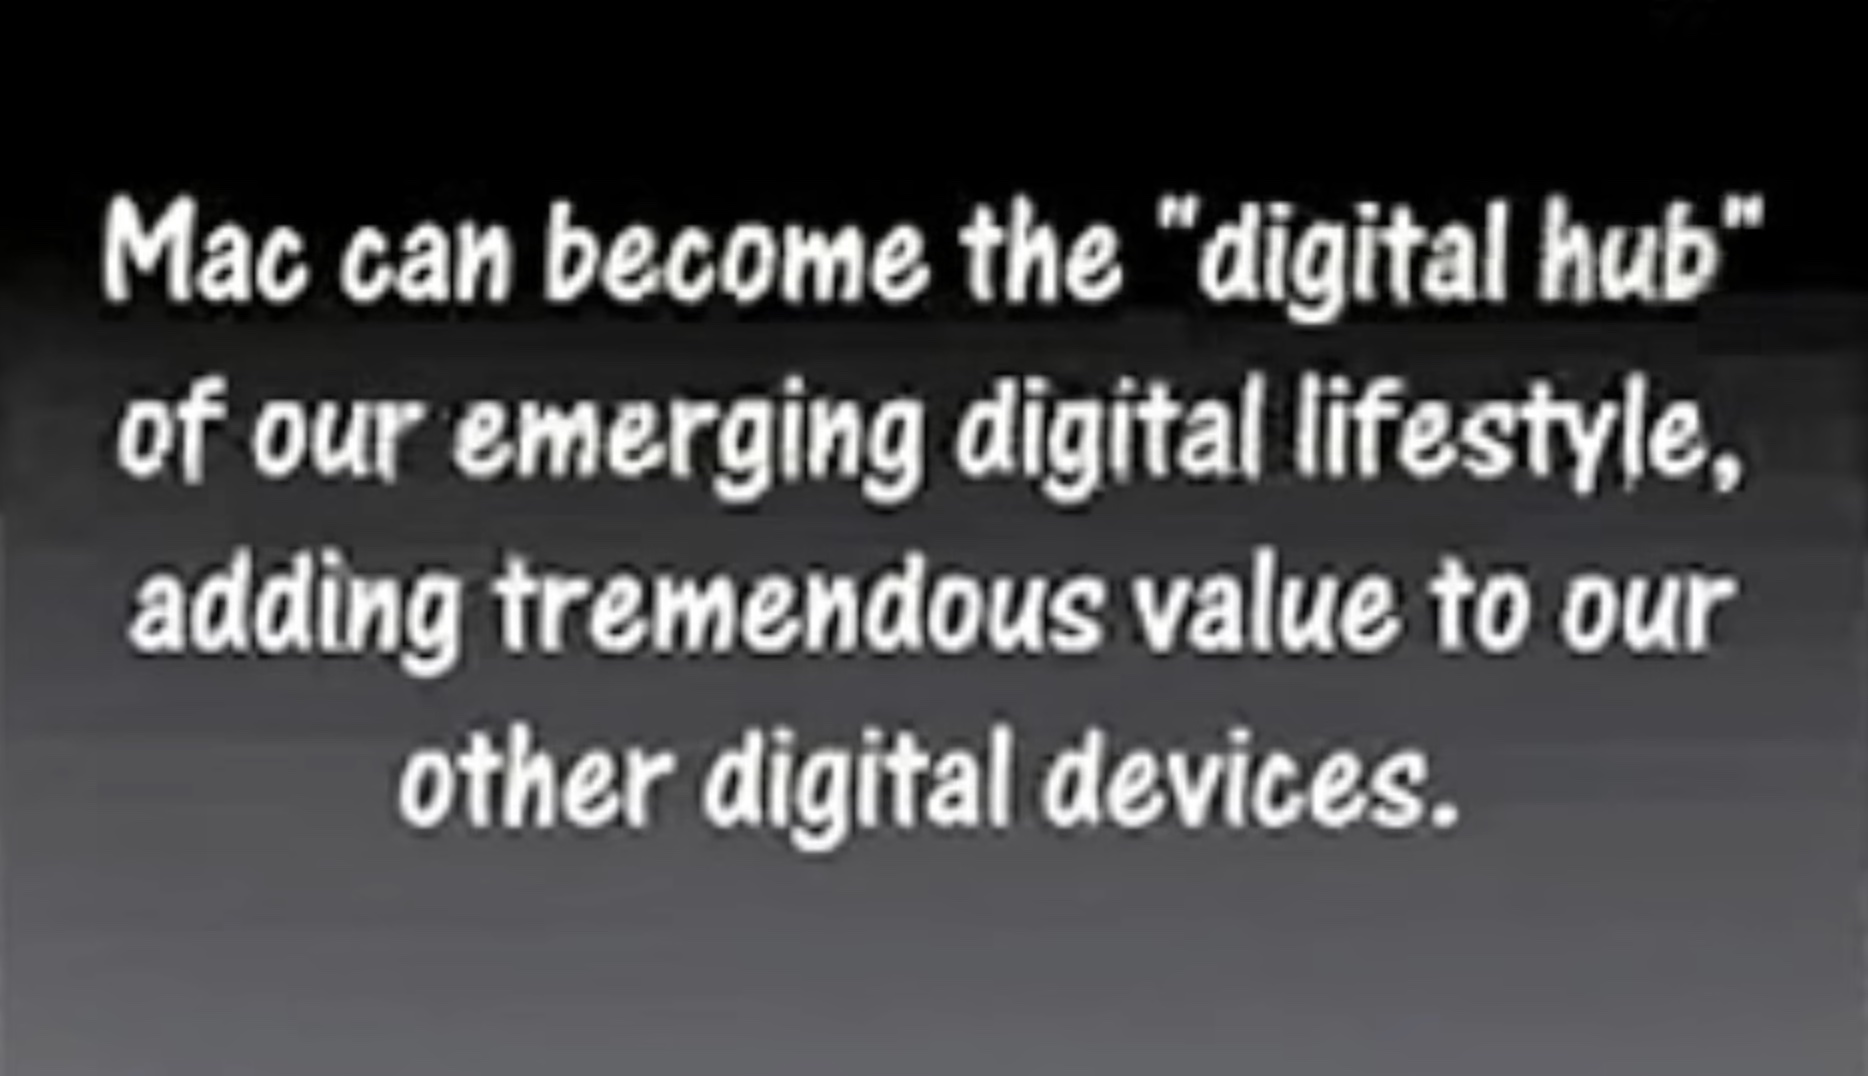 Mac can become the "digital hub"
of our emerging digital lifestyle,
adding tremendous value to our
other digital devices.